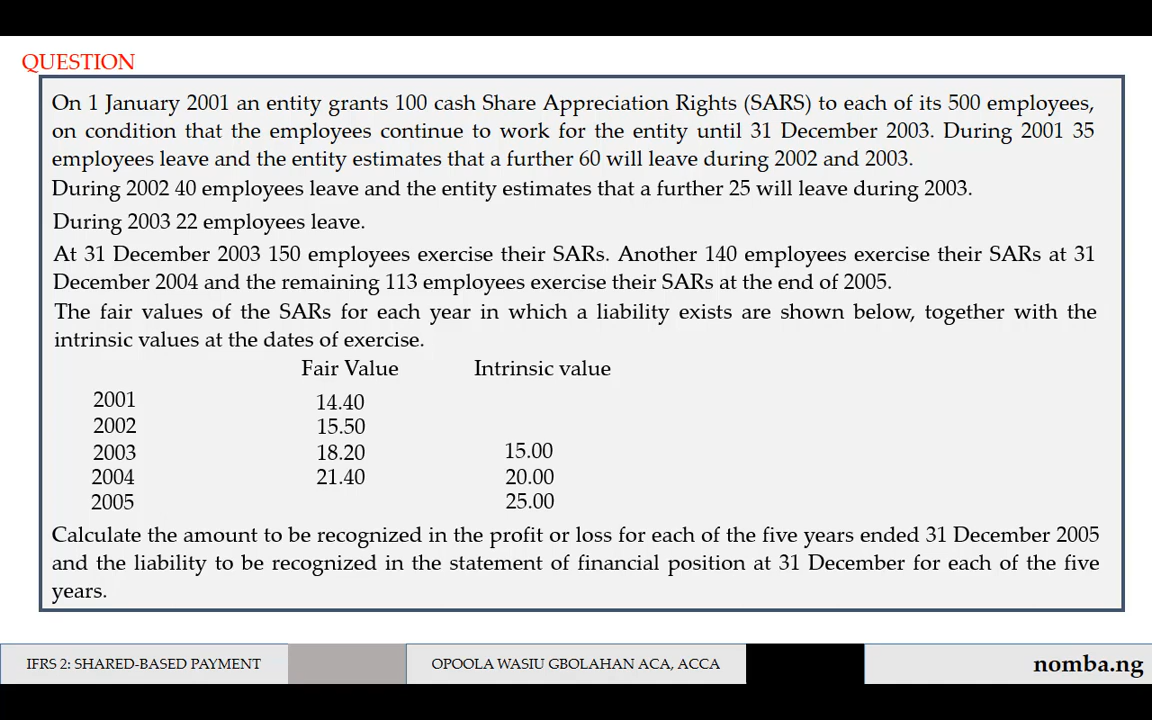 QUESTION
On 1 January 2001 an entity grants 100 cash Share Appreciation Rights (SARS) to each of its 500 employees,
on condition that the employees continue to work for the entity until 31 December 2003. During 2001 35
employees leave and the entity estimates that a further 60 will leave during 2002 and 2003.
During 2002 40 employees leave and the entity estimates that a further 25 will leave during 2003.
During 2003 22 employees leave.
At 31 December 2003 150 employees exercise their SARs. Another 140 employees exercise their SARs at 31
December 2004 and the remaining 113 employees exercise their SARs at the end of 2005.
The fair values of the SARs for each year in which a liability exists are shown below, together with the
intrinsic values at the dates of exercise.
Fair Value Intrinsic value
2001 14.40
2002 15.50
2003 18.20 15.00
2004 21.40 20.00
2005 25.00
Calculate the amount to be recognized in the profit or loss for each of the five years ended 31 December 2005
and the liability to be recognized in the statement of financial position at 31 December for each of the five
years.
IFRS 2: SHARED-BASED PAYMENT OPOOLA WASIU GBOLAHAN ACA, ACCA nomba.ng